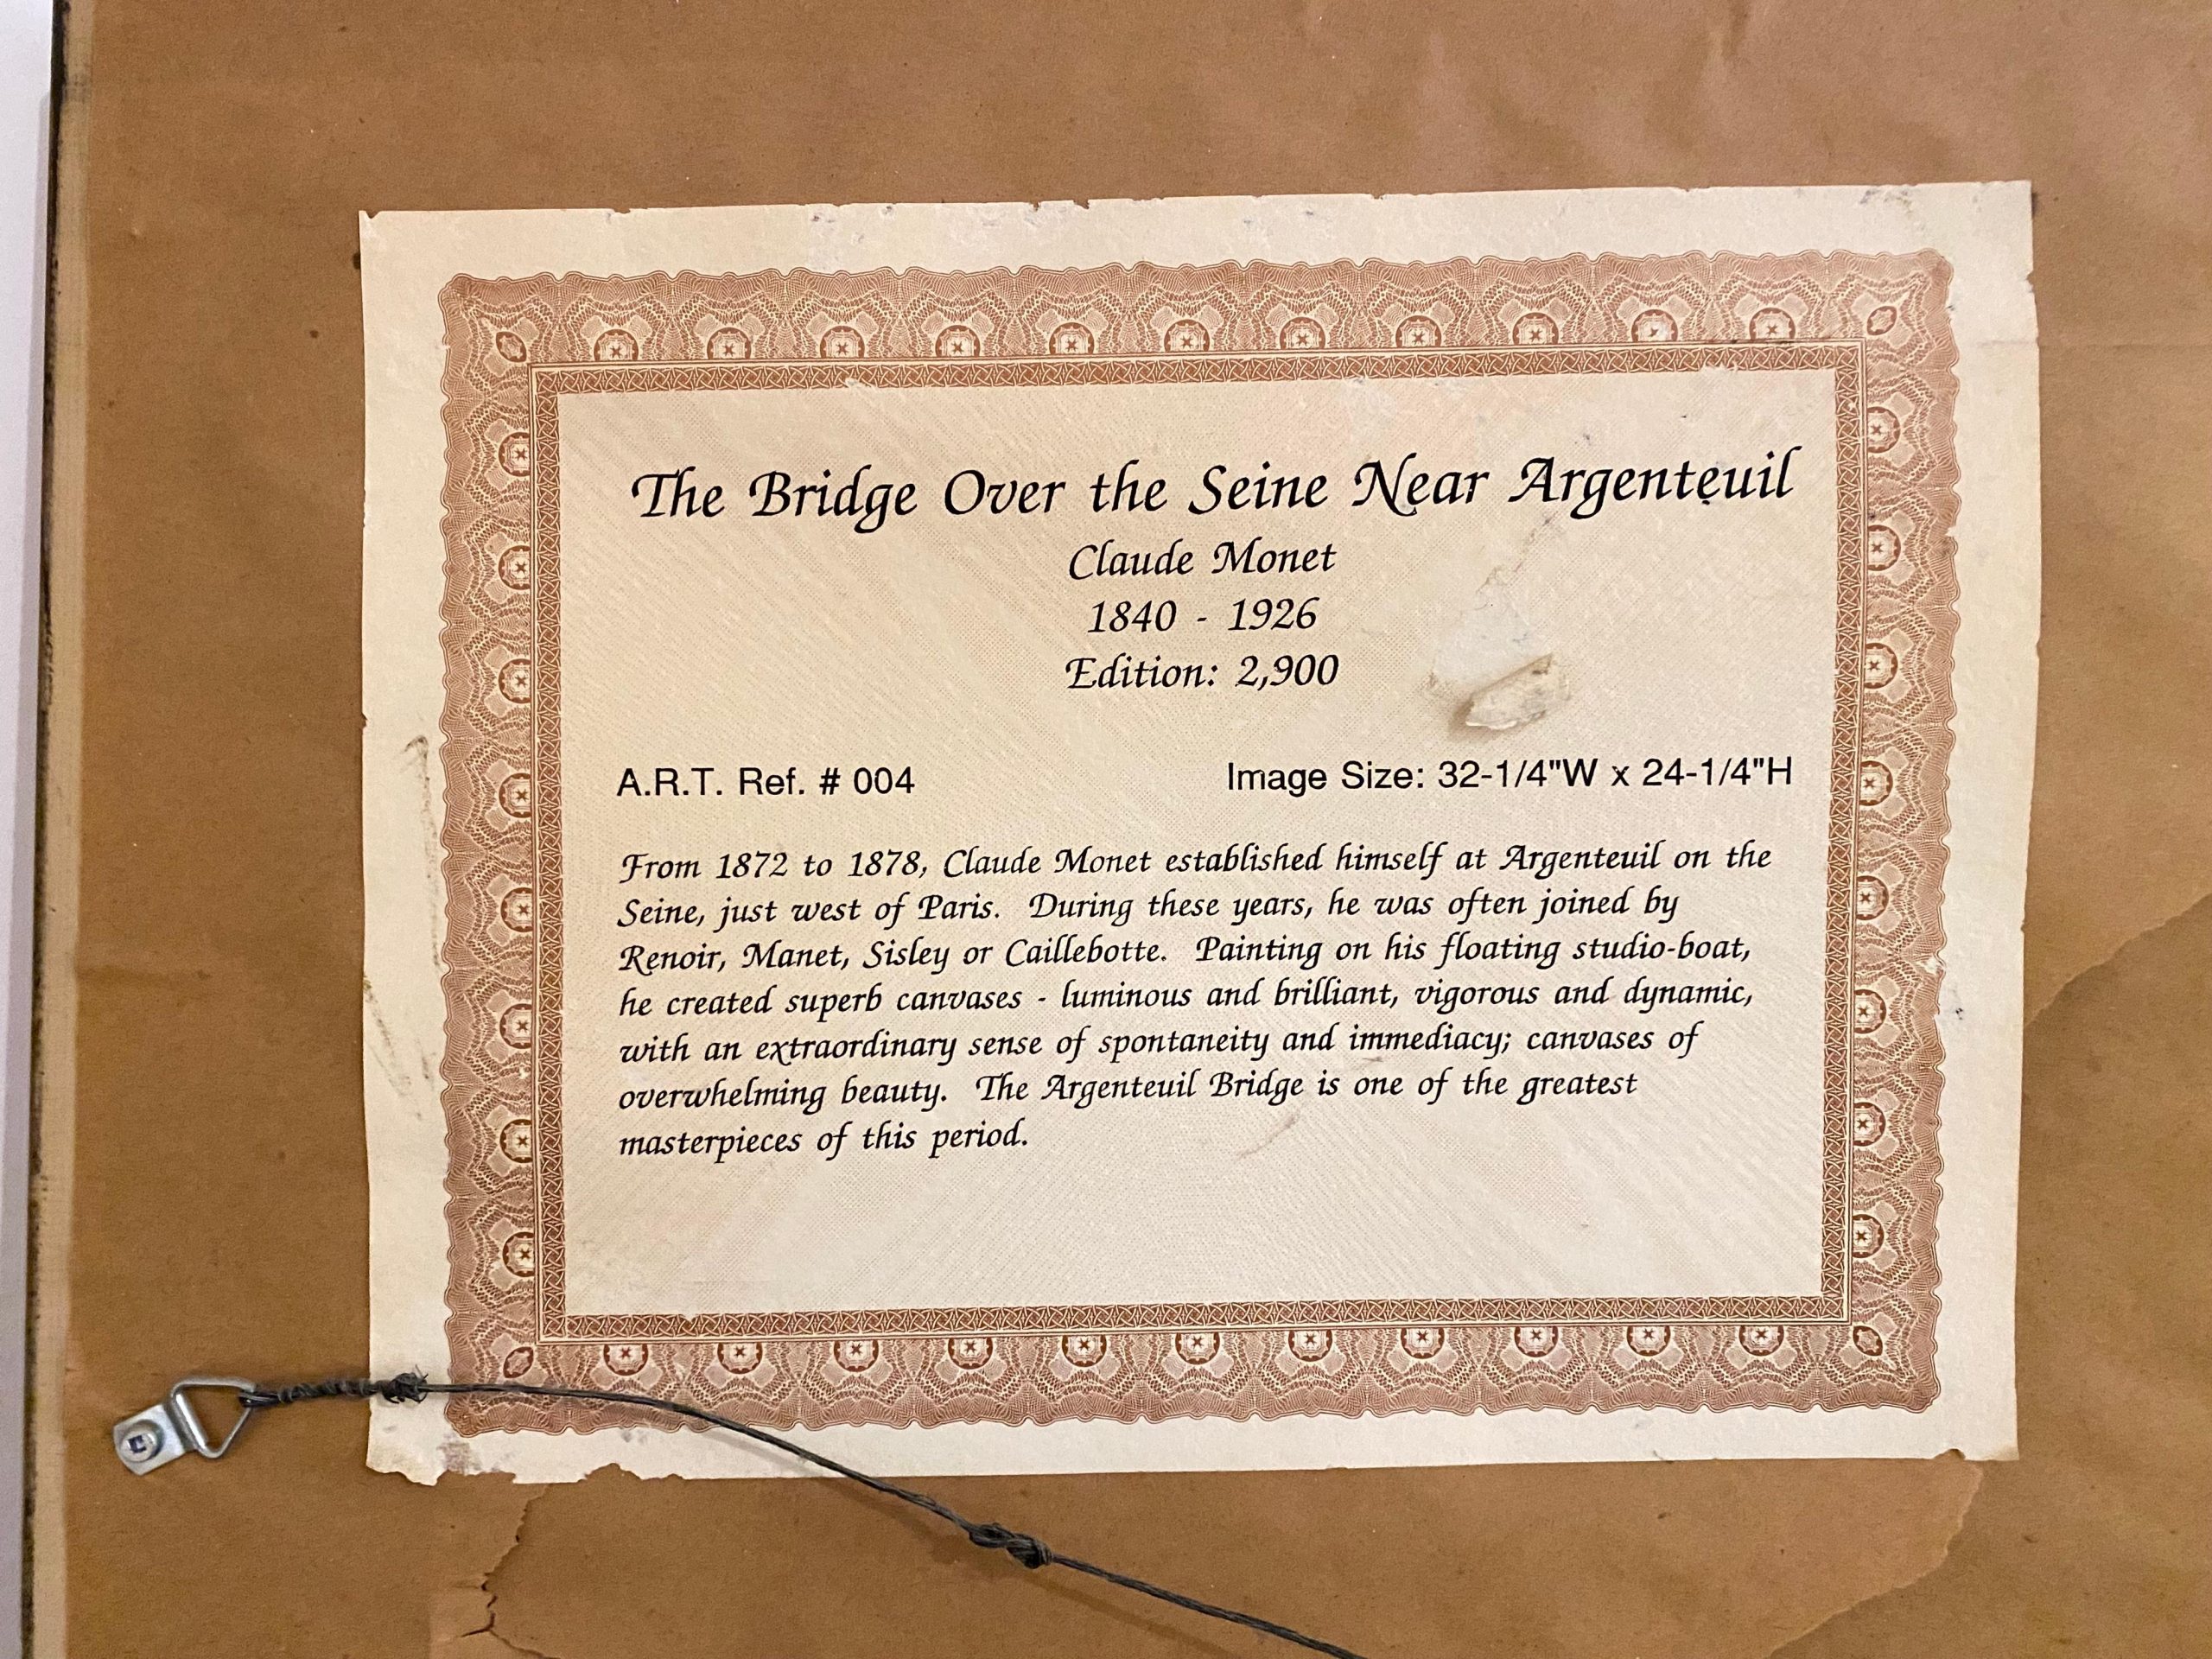 The Bridge Over the Seine Near Argenteuil
Claude Monet
1840 - 1926
Edition: 2,900
A.R.T. Ref. # 004
Image Size: 32-1/4"W x 24-1/4"H
From 1872 to 1878, Claude Monet established himself at Argenteuil on the
Seine, just west of Paris. During these years, he was often joined by
Renoir, Manet, Sisley or Caillebotte. Painting on his floating studio-boat,
he created superb canvases - luminous and brilliant, vigorous and dynamic,
with an extraordinary sense of spontaneity and immediacy; canvases of
overwhelming beauty. The Argenteuil Bridge is one of the greatest
masterpieces of this period.